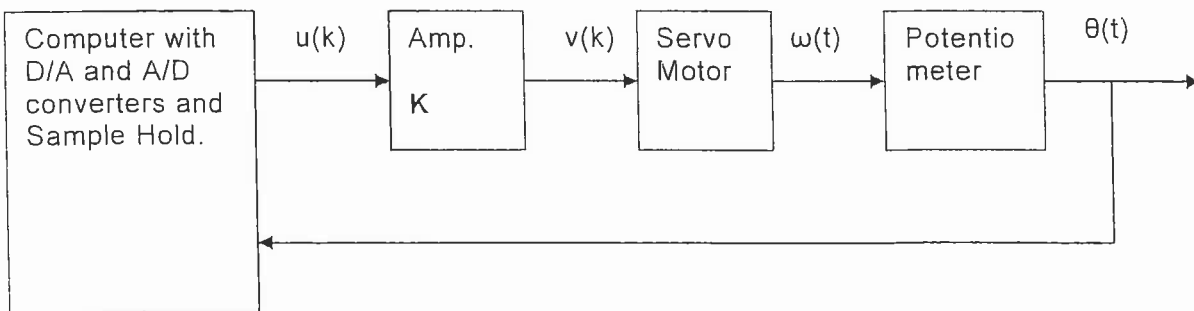 Computer with
D/A and A/D
converters and
Sample Hold.
u(k)
Amp.
K
v(k)
Servo
Motor
ω(t)
Potentio
meter
θ(t)